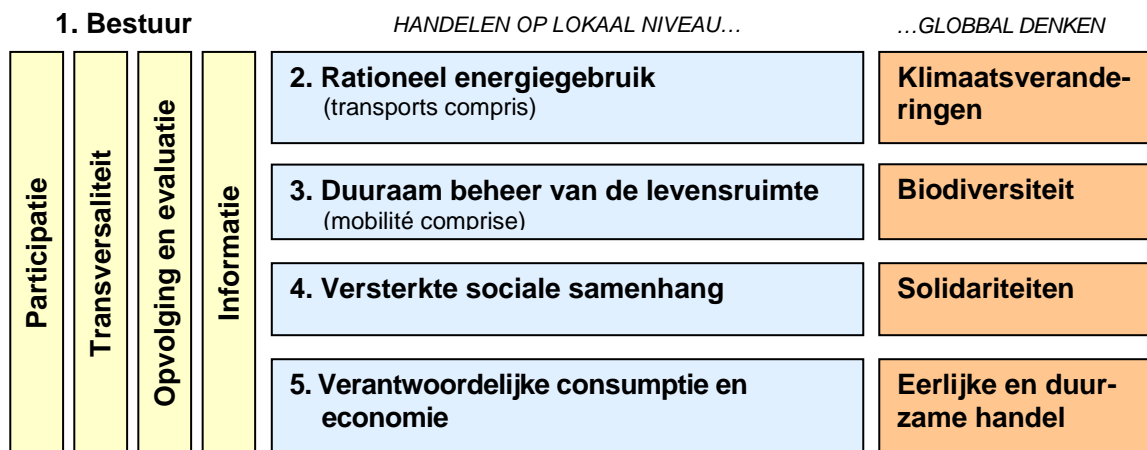 1. Bestuur
HANDELEN OP LOKAAL NIVEAU…
…GLOBBAL DENKEN
Participatie
Transversaliteit
Opvolging en evaluatie
Informatie
2. Rationeel energiegebruik
(transports compris)
Klimaatsverande-
ringen
3. Duuraam beheer van de levensruimte
(mobilité comprise)
Biodiversiteit
4. Versterkte sociale samenhang
Solidariteiten
5. Verantwoordelijke consumptie en
economie
Eerlijke en duur-
zame handel